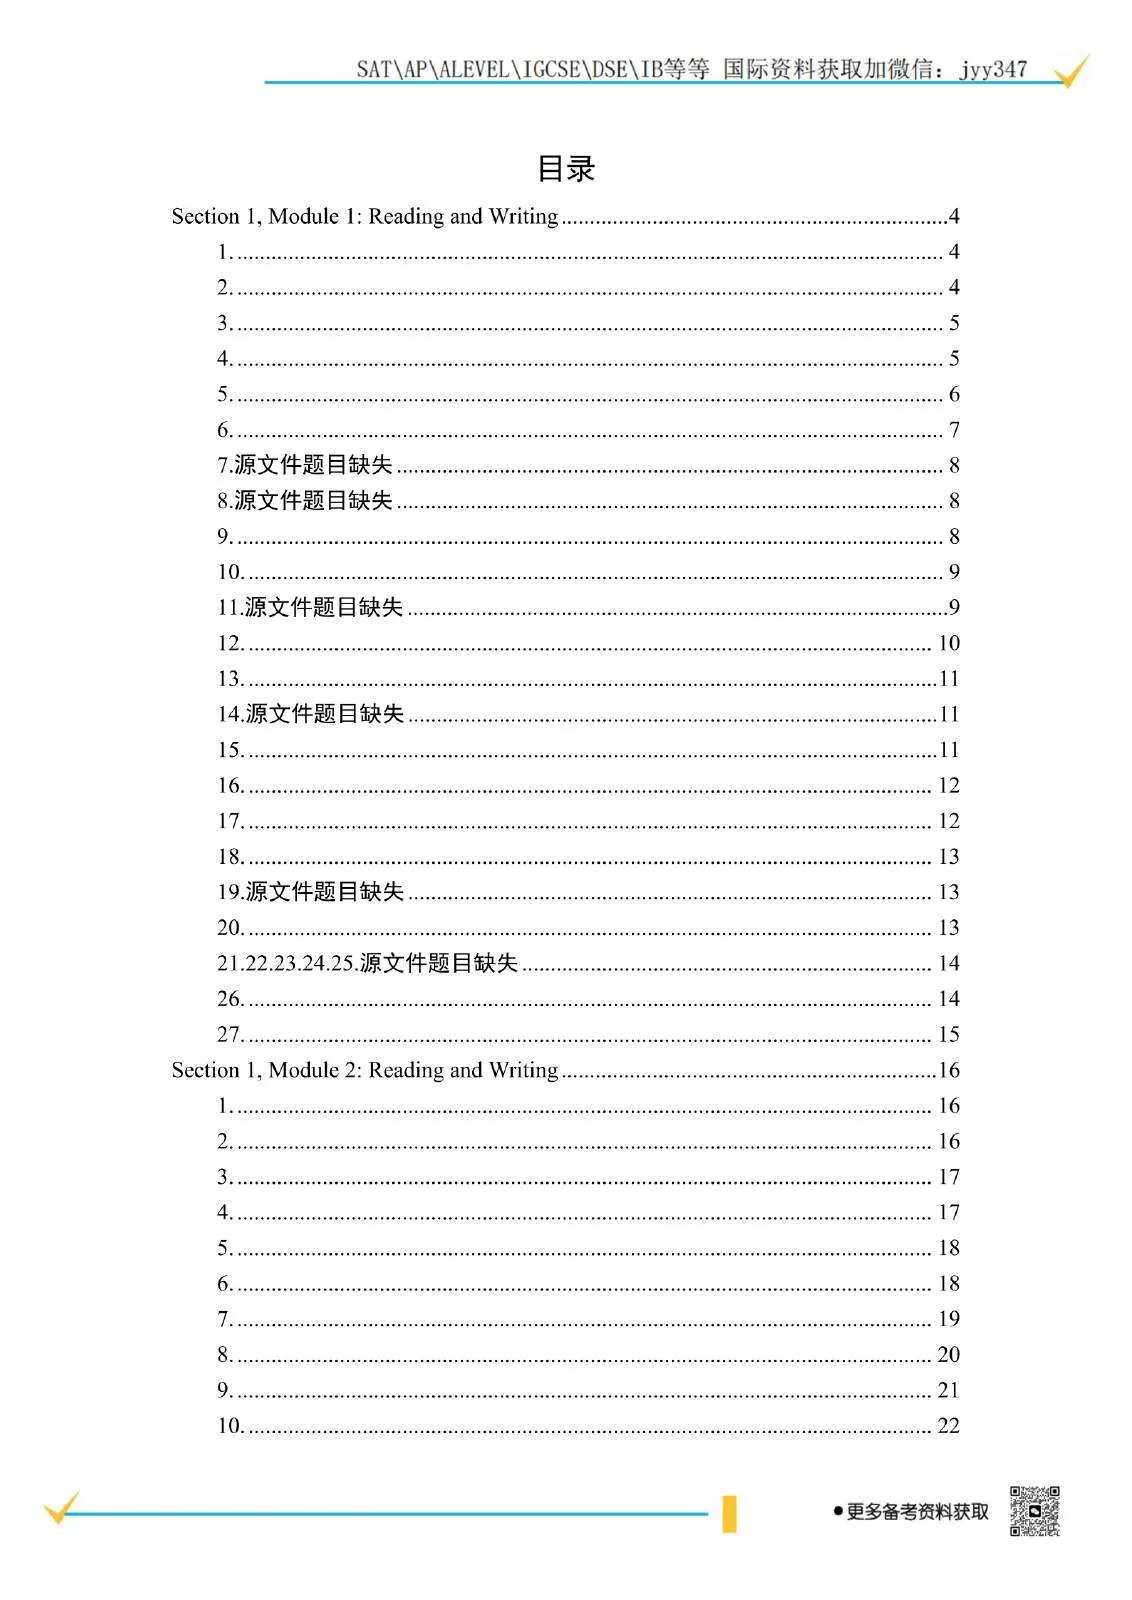 SAT\AP\ALEVEL\IGCSE\DSE\IB等等 国际资料获取加微信：jyy347
目录
Section 1, Module 1: Reading and Writing....................................................................4
1............................................................................................................................ 4
2............................................................................................................................ 4
3............................................................................................................................ 5
4............................................................................................................................ 5
5............................................................................................................................ 6
6............................................................................................................................ 7
7.源文件题目缺失................................................................................................ 8
8.源文件题目缺失................................................................................................ 8
9............................................................................................................................ 8
10.......................................................................................................................... 9
11.源文件题目缺失...............................................................................................9
12........................................................................................................................ 10
13.........................................................................................................................11
14.源文件题目缺失.............................................................................................11
15.........................................................................................................................11
16........................................................................................................................ 12
17........................................................................................................................ 12
18........................................................................................................................ 13
19.源文件题目缺失............................................................................................ 13
20........................................................................................................................ 13
21.22.23.24.25.源文件题目缺失........................................................................ 14
26........................................................................................................................ 14
27........................................................................................................................ 15
Section 1, Module 2: Reading and Writing..................................................................16
1.......................................................................................................................... 16
2.......................................................................................................................... 16
3.......................................................................................................................... 17
4.......................................................................................................................... 17
5.......................................................................................................................... 18
6.......................................................................................................................... 18
7.......................................................................................................................... 19
8.......................................................................................................................... 20
9.......................................................................................................................... 21
10........................................................................................................................ 22
●更多备考资料获取